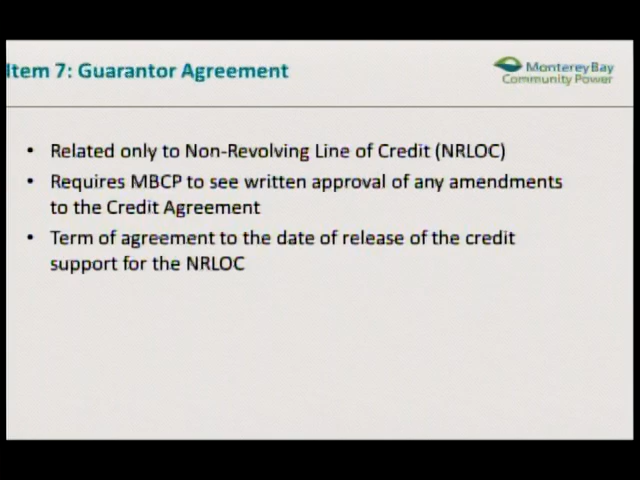 Item 7: Guarantor Agreement
Monterey Bay
Community Power
• Related only to Non-Revolving Line of Credit (NRLOC)
• Requires MBCP to see written approval of any amendments
to the Credit Agreement
• Term of agreement to the date of release of the credit
support for the NRLOC